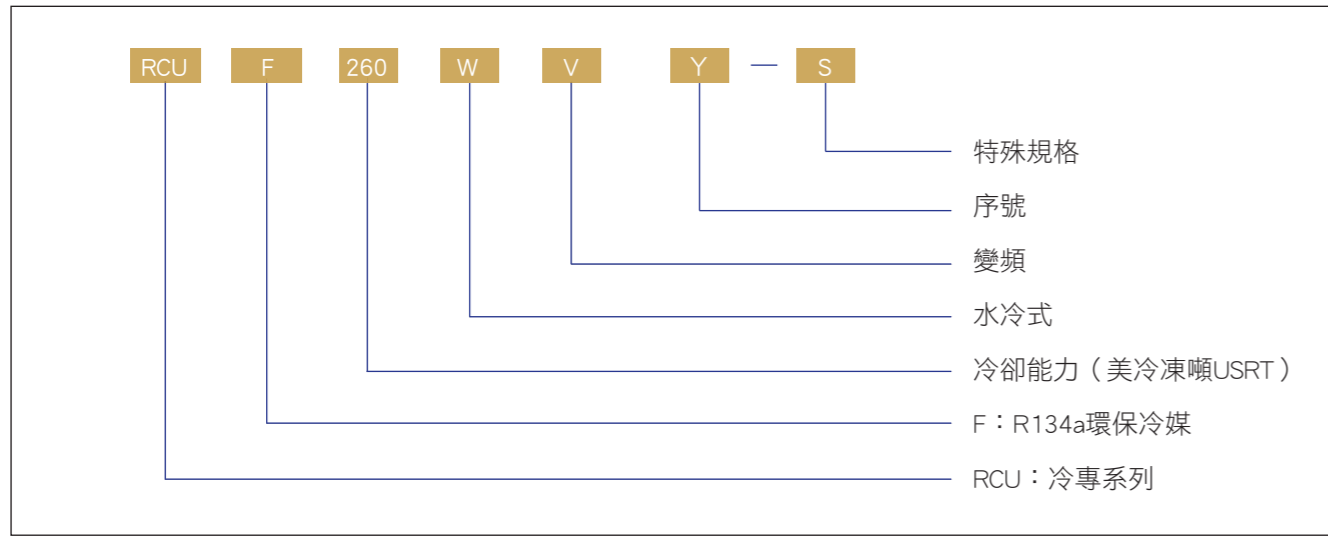 RCU F 260 W V Y — S
特殊規格
序號
變頻
水冷式
冷卻能力（美冷凍噸USRT）
F：R134a環保冷媒
RCU：冷專系列